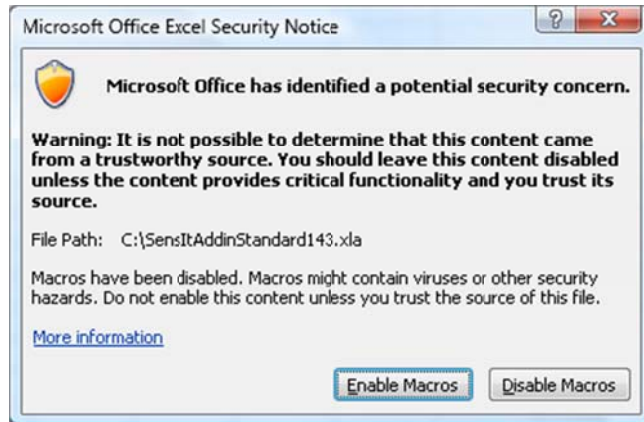 Microsoft Office Excel Security Notice
Microsoft Office has identified a potential security concern.
Warning: It is not possible to determine that this content came
from a trustworthy source. You should leave this content disabled
unless the content provides critical functionality and you trust its
source.
File Path: C:\SensItAddinStandard143.xla
Macros have been disabled. Macros might contain viruses or other security
hazards. Do not enable this content unless you trust the source of this file.
More information
Enable Macros
Disable Macros